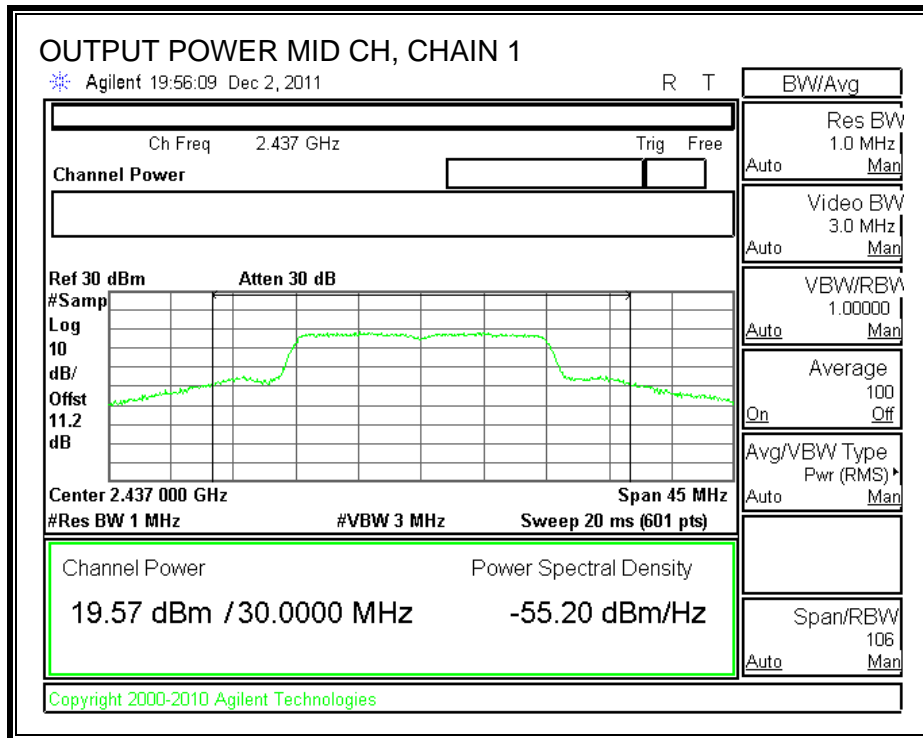 OUTPUT POWER MID CH, CHAIN 1
Agilent 19:56:09 Dec 2, 2011 R T
Ch Freq 2.437 GHz Trig Free
Channel Power
Ref 30 dBm Atten 30 dB
#Samp
Log
10
dB/
Offst
11.2
dB
Center 2.437 000 GHz Span 45 MHz
#Res BW 1 MHz #VBW 3 MHz Sweep 20 ms (601 pts)
Channel Power Power Spectral Density
19.57 dBm / 30.0000 MHz -55.20 dBm/Hz
Copyright 2000-2010 Agilent Technologies
BW/Avg
Res BW
1.0 MHz
Auto Man
Video BW
3.0 MHz
Auto Man
VBW/RBW
1.00000
Auto Man
Average
100
On Off
Avg/VBW Type
Pwr (RMS)
Auto Man
Span/RBW
106
Auto Man